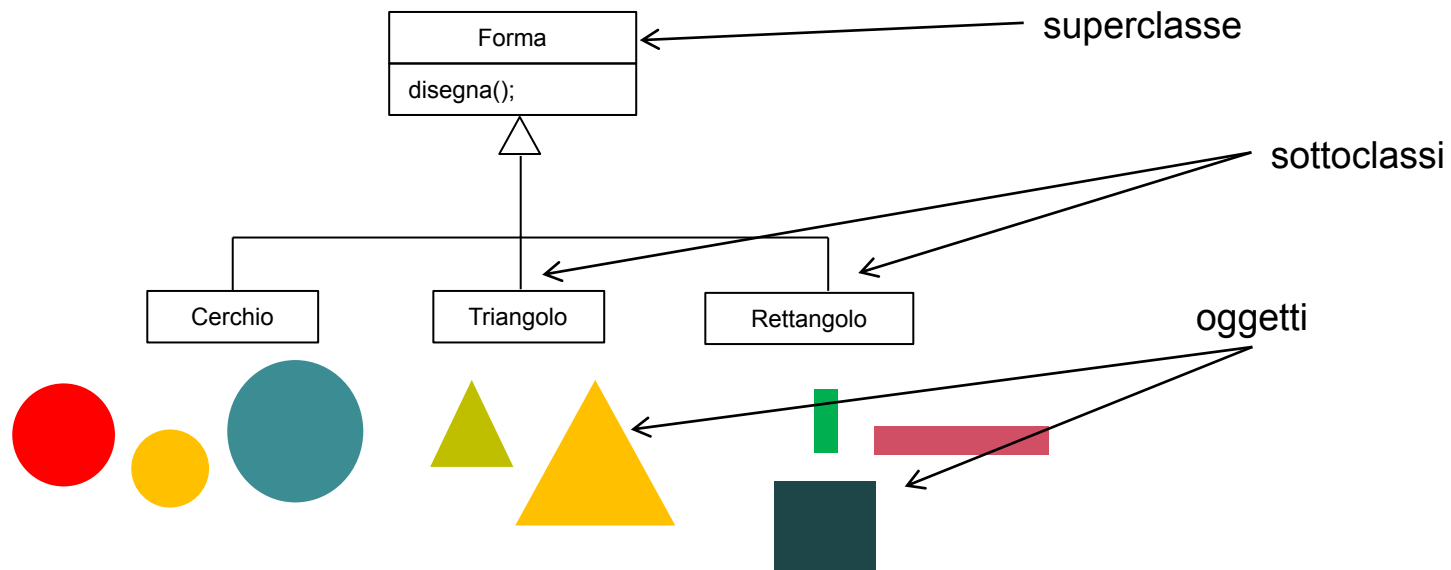 Forma
superclasse
disegna();
sottoclassi
Cerchio
Triangolo
Rettangolo
oggetti